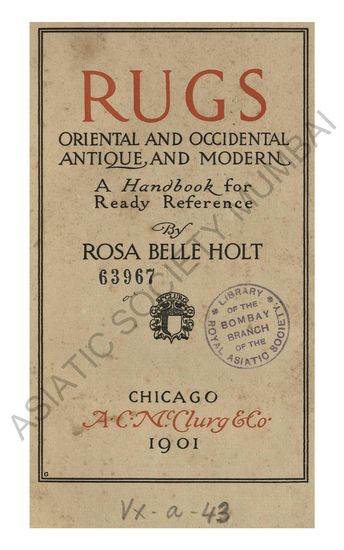 RUGS
ORIENTAL AND OCCIDENTAL
ANTIQUE, AND MODERN
A Handbook for
Ready Reference
By
ROSA BELLE HOLT
63967
McCLURG
LIBRARY
OF THE
BOMBAY
BRANCH
OF THE
ROYAL ASIATIC SOCIETY
CHICAGO
A.C. McClurg & Co.
1901
G
Vx-a-43
ASIATIC SOCIETY MUMBAI